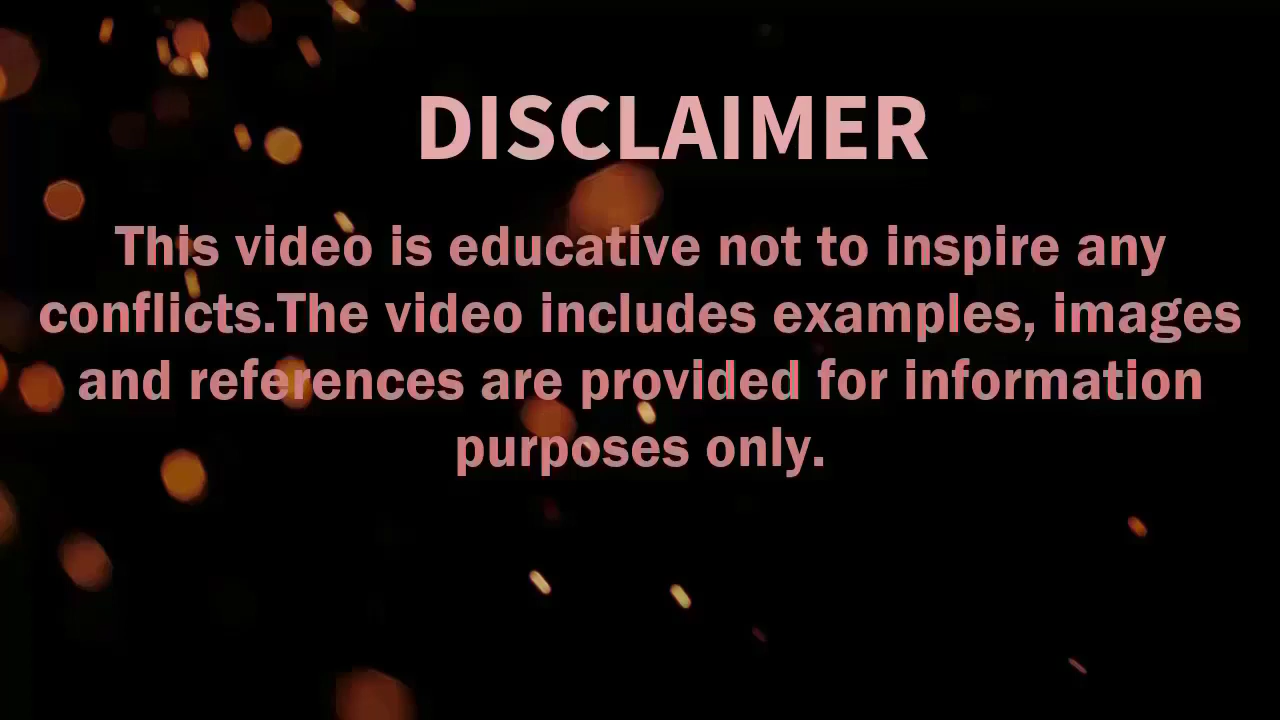 DISCLAIMER
This video is educative not to inspire any
conflicts.The video includes examples, images
and references are provided for information
purposes only.